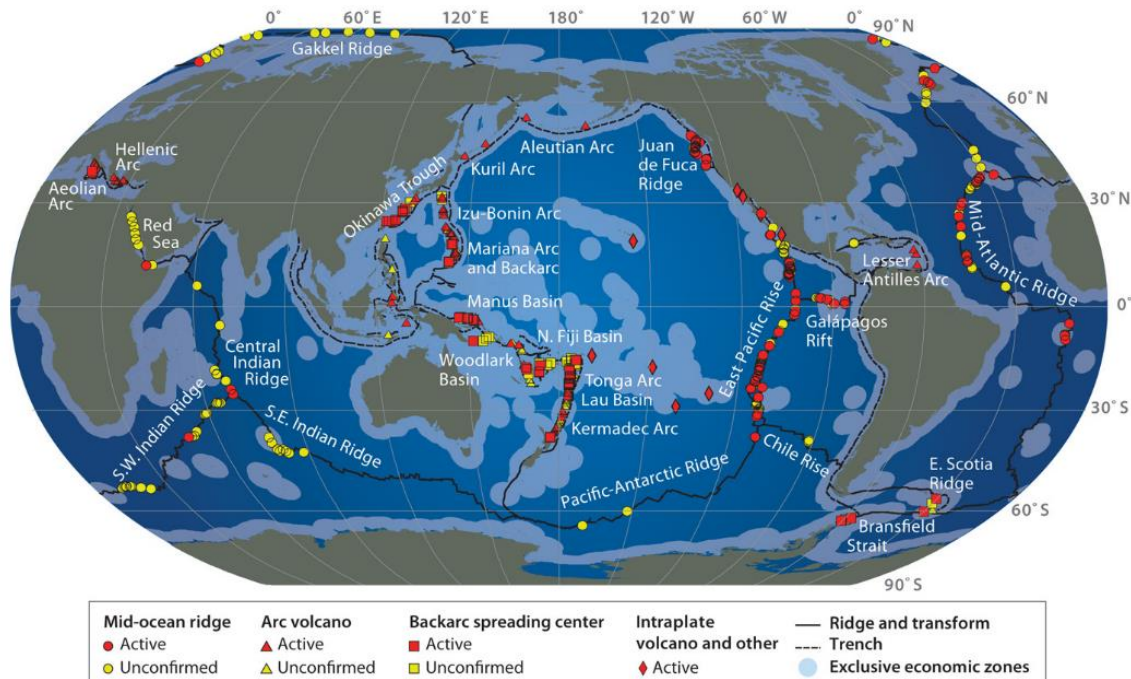 0°
60°E
120°E
180°
120°W
60°W
0°
90°N
Gakkel Ridge
60°N
Hellenic
Arc
Aeolian
Arc
Aleutian Arc
Kuril Arc
Juan
de Fuca
Ridge
Okinawa Trough
30°N
Red
Sea
Izu-Bonin Arc
Mariana Arc
and Backarc
Lesser
Antilles Arc
Mid-Atlantic Ridge
Manus Basin
0°
Galápagos
Rift
N. Fiji Basin
Central
Indian
Ridge
Woodlark
Basin
Tonga Arc
Lau Basin
East Pacific Rise
30°S
Kermadec Arc
S.W. Indian Ridge
S.E. Indian Ridge
Chile Rise
Pacific-Antarctic Ridge
E. Scotia
Ridge
60°S
Bransfield
Strait
90°S
Mid-ocean ridge
Active
Unconfirmed
Arc volcano
Active
Unconfirmed
Backarc spreading center
Active
Unconfirmed
Intraplate
volcano and other
Active
Ridge and transform
Trench
Exclusive economic zones